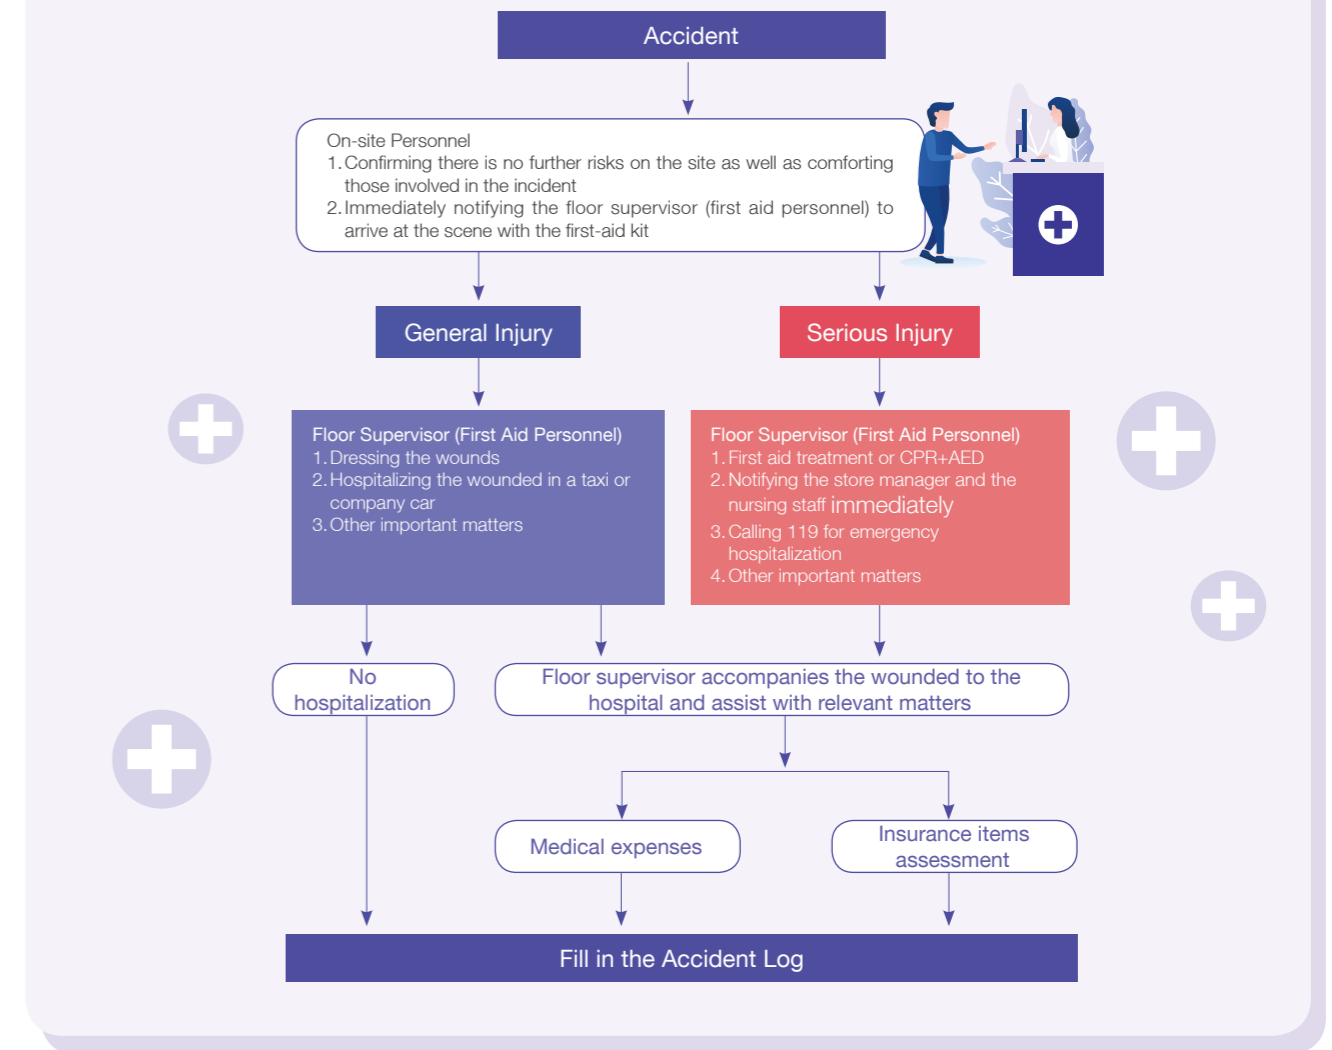 Accident
On-site Personnel
1. Confirming there is no further risks on the site as well as comforting
those involved in the incident
2. Immediately notifying the floor supervisor (first aid personnel) to
arrive at the scene with the first-aid kit
General Injury
Serious Injury
Floor Supervisor (First Aid Personnel)
1. Dressing the wounds
2. Hospitalizing the wounded in a taxi or
company car
3. Other important matters
Floor Supervisor (First Aid Personnel)
1. First aid treatment or CPR+AED
2. Notifying the store manager and the
nursing staff immediately
3. Calling 119 for emergency
hospitalization
4. Other important matters
No
hospitalization
Floor supervisor accompanies the wounded to the
hospital and assist with relevant matters
Medical expenses
Insurance items
assessment
Fill in the Accident Log